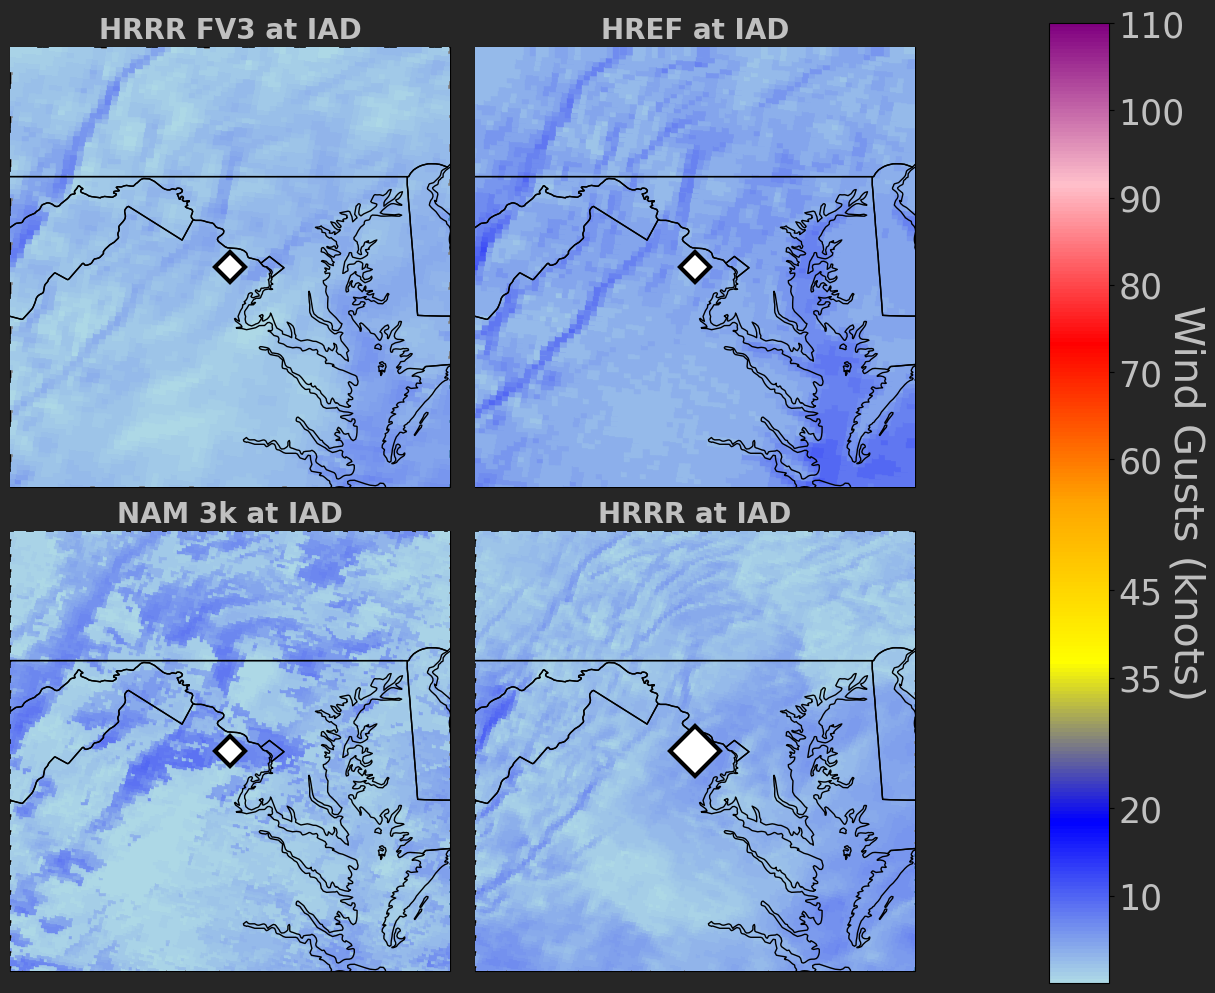 HRRR FV3 at IAD
HREF at IAD
NAM 3k at IAD
HRRR at IAD
110
100
90
80
70
60
45
35
20
10
Wind Gusts (knots)